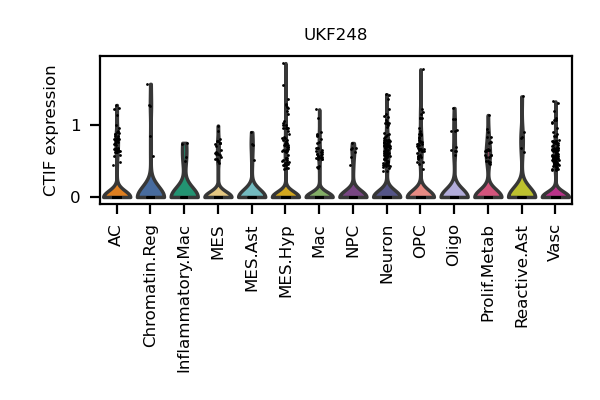 UKF248
CTIF expression
1
0
AC
Chromatin.Reg
Inflammatory.Mac
MES
MES.Ast
MES.Hyp
Mac
NPC
Neuron
OPC
Oligo
Prolif.Metab
Reactive.Ast
Vasc